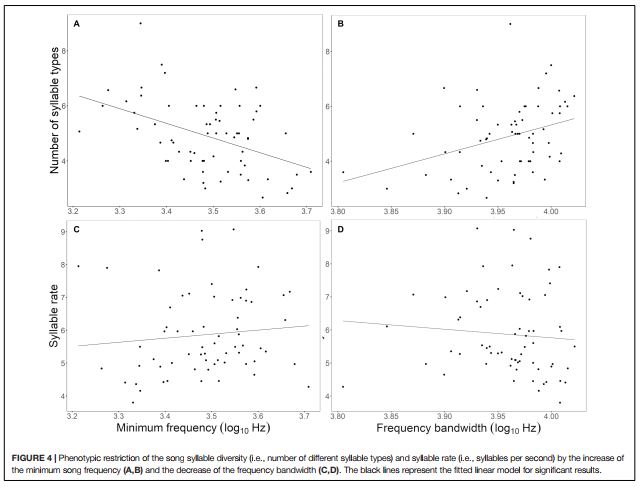 A
B
Number of syllable types
8
6
4
8
6
4
3.2 3.3 3.4 3.5 3.6 3.7
3.80 3.85 3.90 3.95 4.00
C
D
Syllable rate
9
8
7
6
5
4
9
8
7
6
5
4
3.2 3.3 3.4 3.5 3.6 3.7
3.80 3.85 3.90 3.95 4.00
Minimum frequency (log10 Hz)
Frequency bandwidth (log10 Hz)
FIGURE 4 | Phenotypic restriction of the song syllable diversity (i.e., number of different syllable types) and syllable rate (i.e., syllables per second) by the increase of
the minimum song frequency (A,B) and the decrease of the frequency bandwidth (C,D). The black lines represent the fitted linear model for significant results.